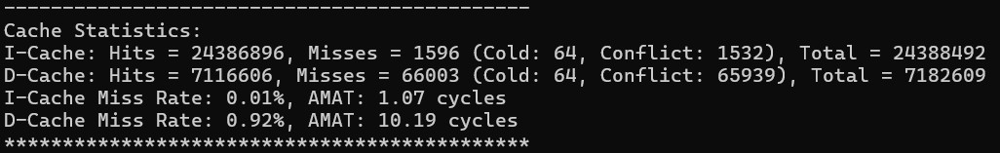 ---------------------------------------------
Cache Statistics:
I-Cache: Hits = 24386896, Misses = 1596 (Cold: 64, Conflict: 1532), Total = 24388492
D-Cache: Hits = 7116606, Misses = 66003 (Cold: 64, Conflict: 65939), Total = 7182609
I-Cache Miss Rate: 0.01%, AMAT: 1.07 cycles
D-Cache Miss Rate: 0.92%, AMAT: 10.19 cycles
*********************************************